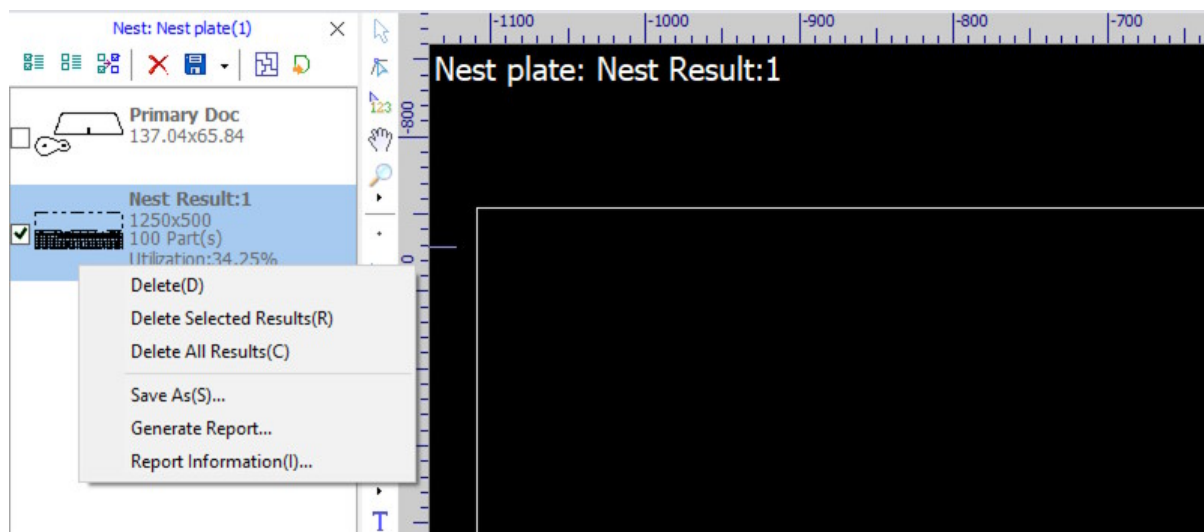 Nest: Nest plate(1)
Primary Doc
137.04x65.84
Nest Result:1
1250x500
100 Part(s)
Utilization:34.25%
Delete(D)
Delete Selected Results(R)
Delete All Results(C)
Save As(S)...
Generate Report...
Report Information(I)...
123
T
-1100
-1000
-900
-800
-700
-800
0
Nest plate: Nest Result:1